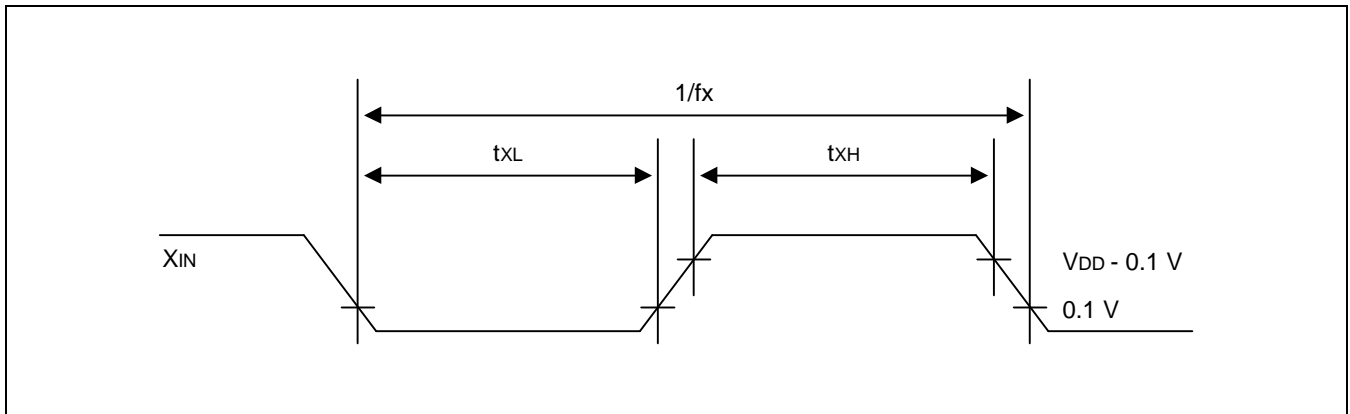 1/fx
tXL
tXH
XIN
VDD - 0.1 V
0.1 V